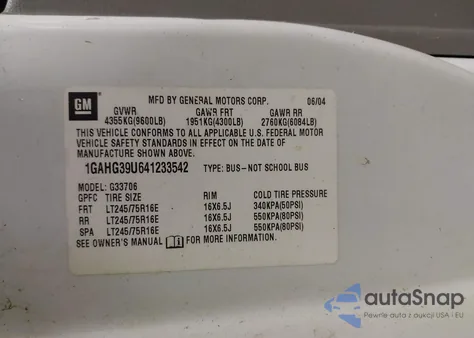 GM
MFD BY GENERAL MOTORS CORP. 06/04
GVWR GAWR FRT GAWR RR
4355KG(9600LB) 1951KG(4300LB) 2760KG(6084LB)
THIS VEHICLE CONFORMS TO ALL APPLICABLE U.S. FEDERAL MOTOR
VEHICLE SAFETY STANDARDS IN EFFECT ON THE DATE OF
MANUFACTURE SHOWN ABOVE.
1GAHG39U641233542 TYPE: BUS-NOT SCHOOL BUS
MODEL: G33706
GPFC TIRE SIZE RIM COLD TIRE PRESSURE
FRT LT245/75R16E 16X6.5J 340KPA(50PSI)
RR LT245/75R16E 16X6.5J 550KPA(80PSI)
SPA LT245/75R16E 16X6.5J 550KPA(80PSI)
SEE OWNER'S MANUAL FOR MORE INFORMATION.
autoSnap
Pewne auta z aukcji USA i EU